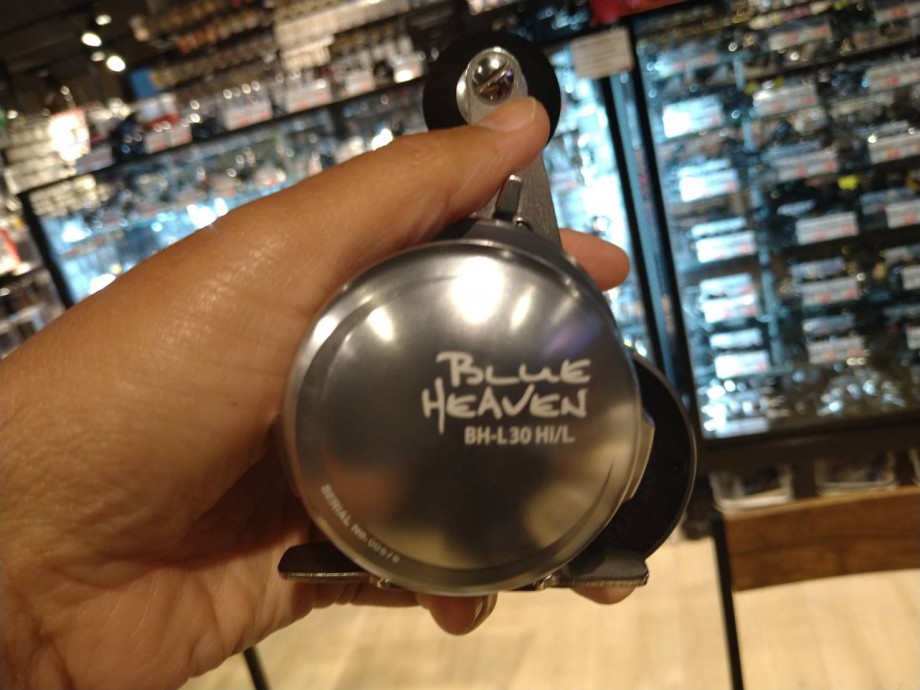 BLUE
HEAVEN
BH-L30 Hi/L
SERIAL No.